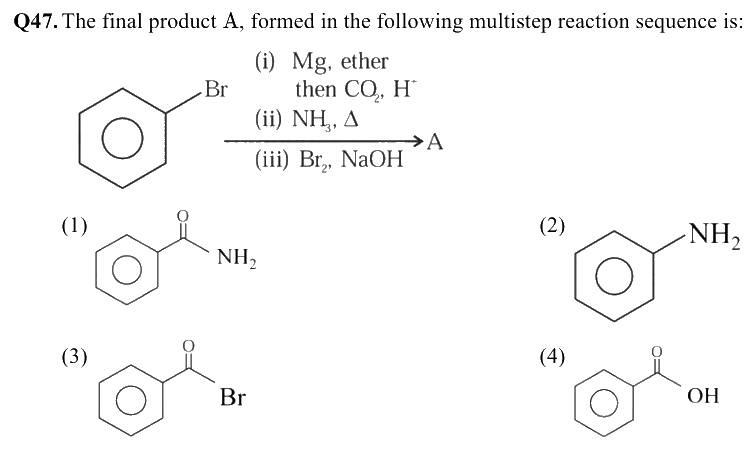 Q47. The final product A, formed in the following multistep reaction sequence is:
(i) Mg, ether
Br
then CO₂, H⁺
(ii) NH₃, Δ
A
(iii) Br₂, NaOH
(1)
O
NH₂
(2)
NH₂
(3)
O
Br
(4)
O
OH